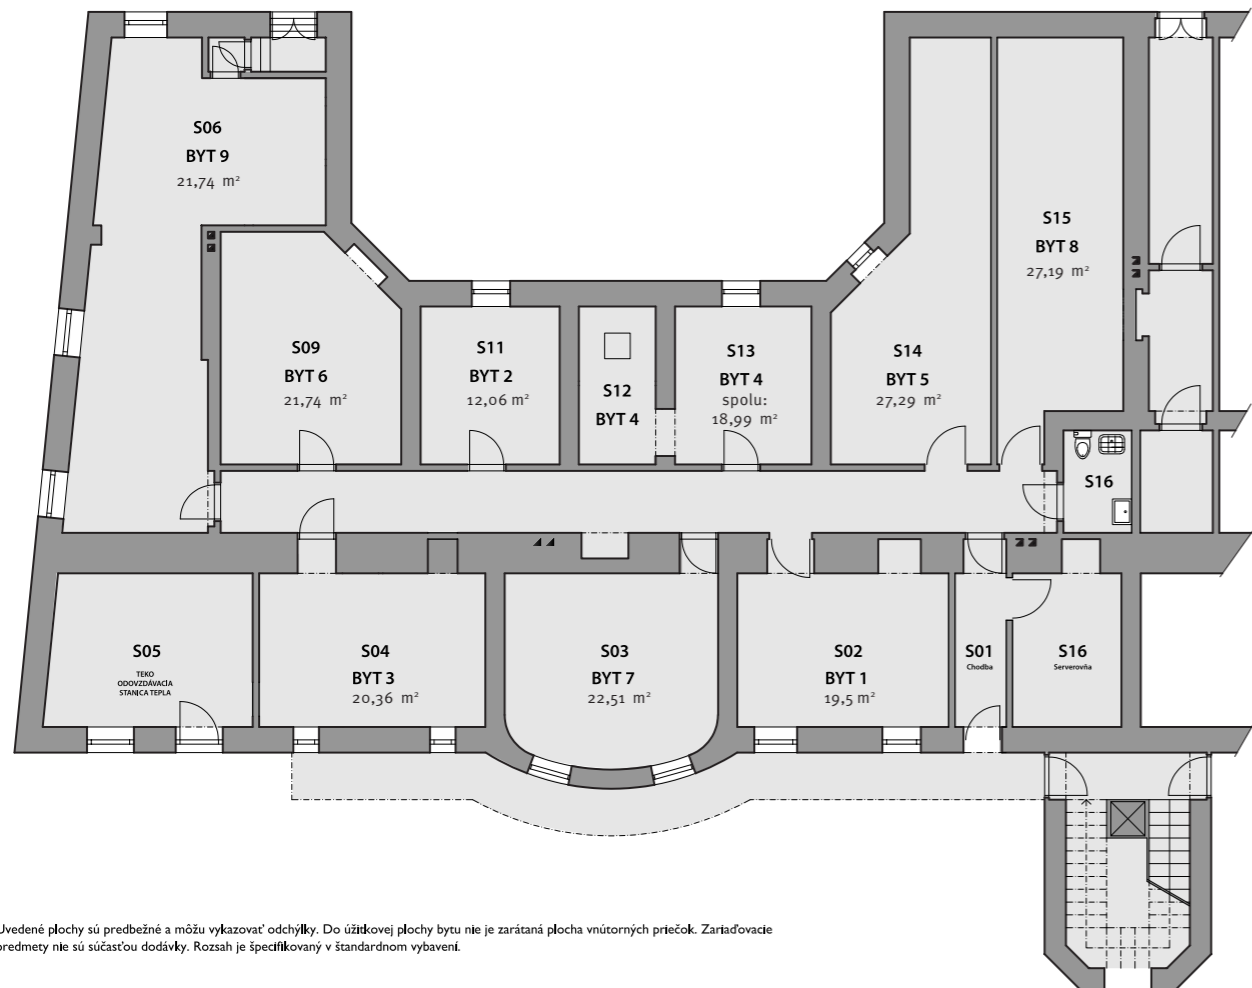 S06
BYT 9
21,74 m²
S15
BYT 8
27,19 m²
S09
BYT 6
21,74 m²
S11
BYT 2
12,06 m²
S12
BYT 4
S13
BYT 4
spolu:
18,99 m²
S14
BYT 5
27,29 m²
S16
S05
TEKO
ODOVZDÁVACIA
STANICA TEPLA
S04
BYT 3
20,36 m²
S03
BYT 7
22,51 m²
S02
BYT 1
19,5 m²
S01
Chodba
S16
Serverovňa
Uvedené plochy sú predbežné a môžu vykazovať odchýlky. Do úžitkovej plochy bytu nie je zarátaná plocha vnútorných priečok. Zariaďovacie
predmety nie sú súčasťou dodávky. Rozsah je špecifikovaný v štandardnom vybavení.